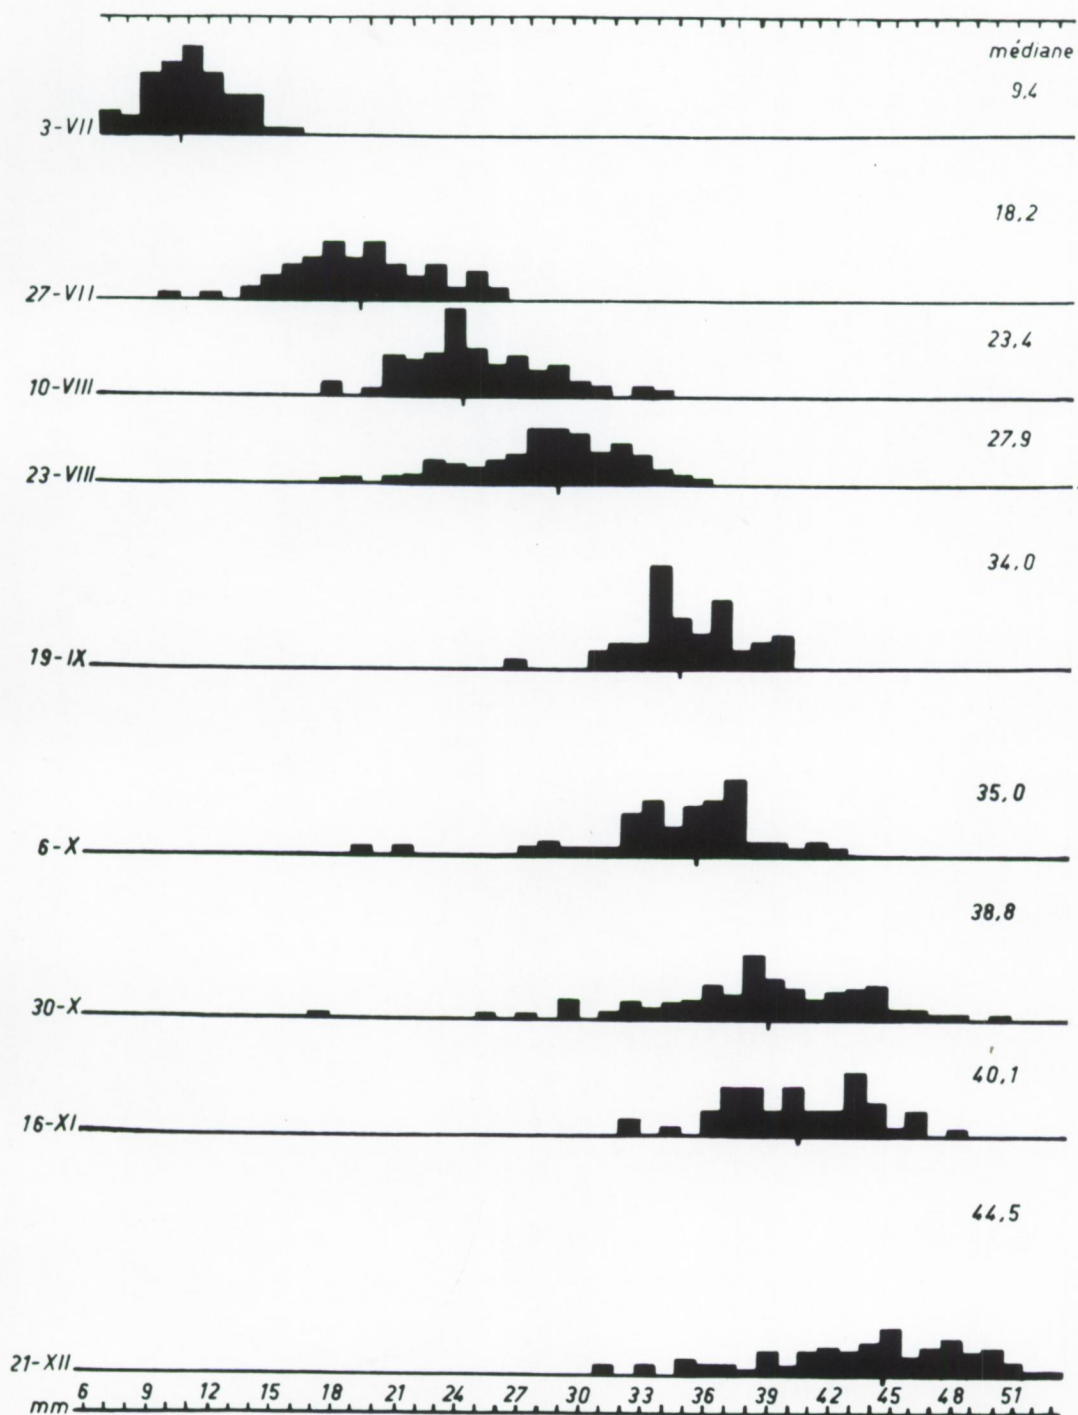 médiane
9,4
3-VII
18,2
27-VII
23,4
10-VIII
27,9
23-VIII
34,0
19-IX
35,0
6-X
38,8
30-X
40,1
16-XI
44,5
21-XII
6 9 12 15 18 21 24 27 30 33 36 39 42 45 48 51
mm